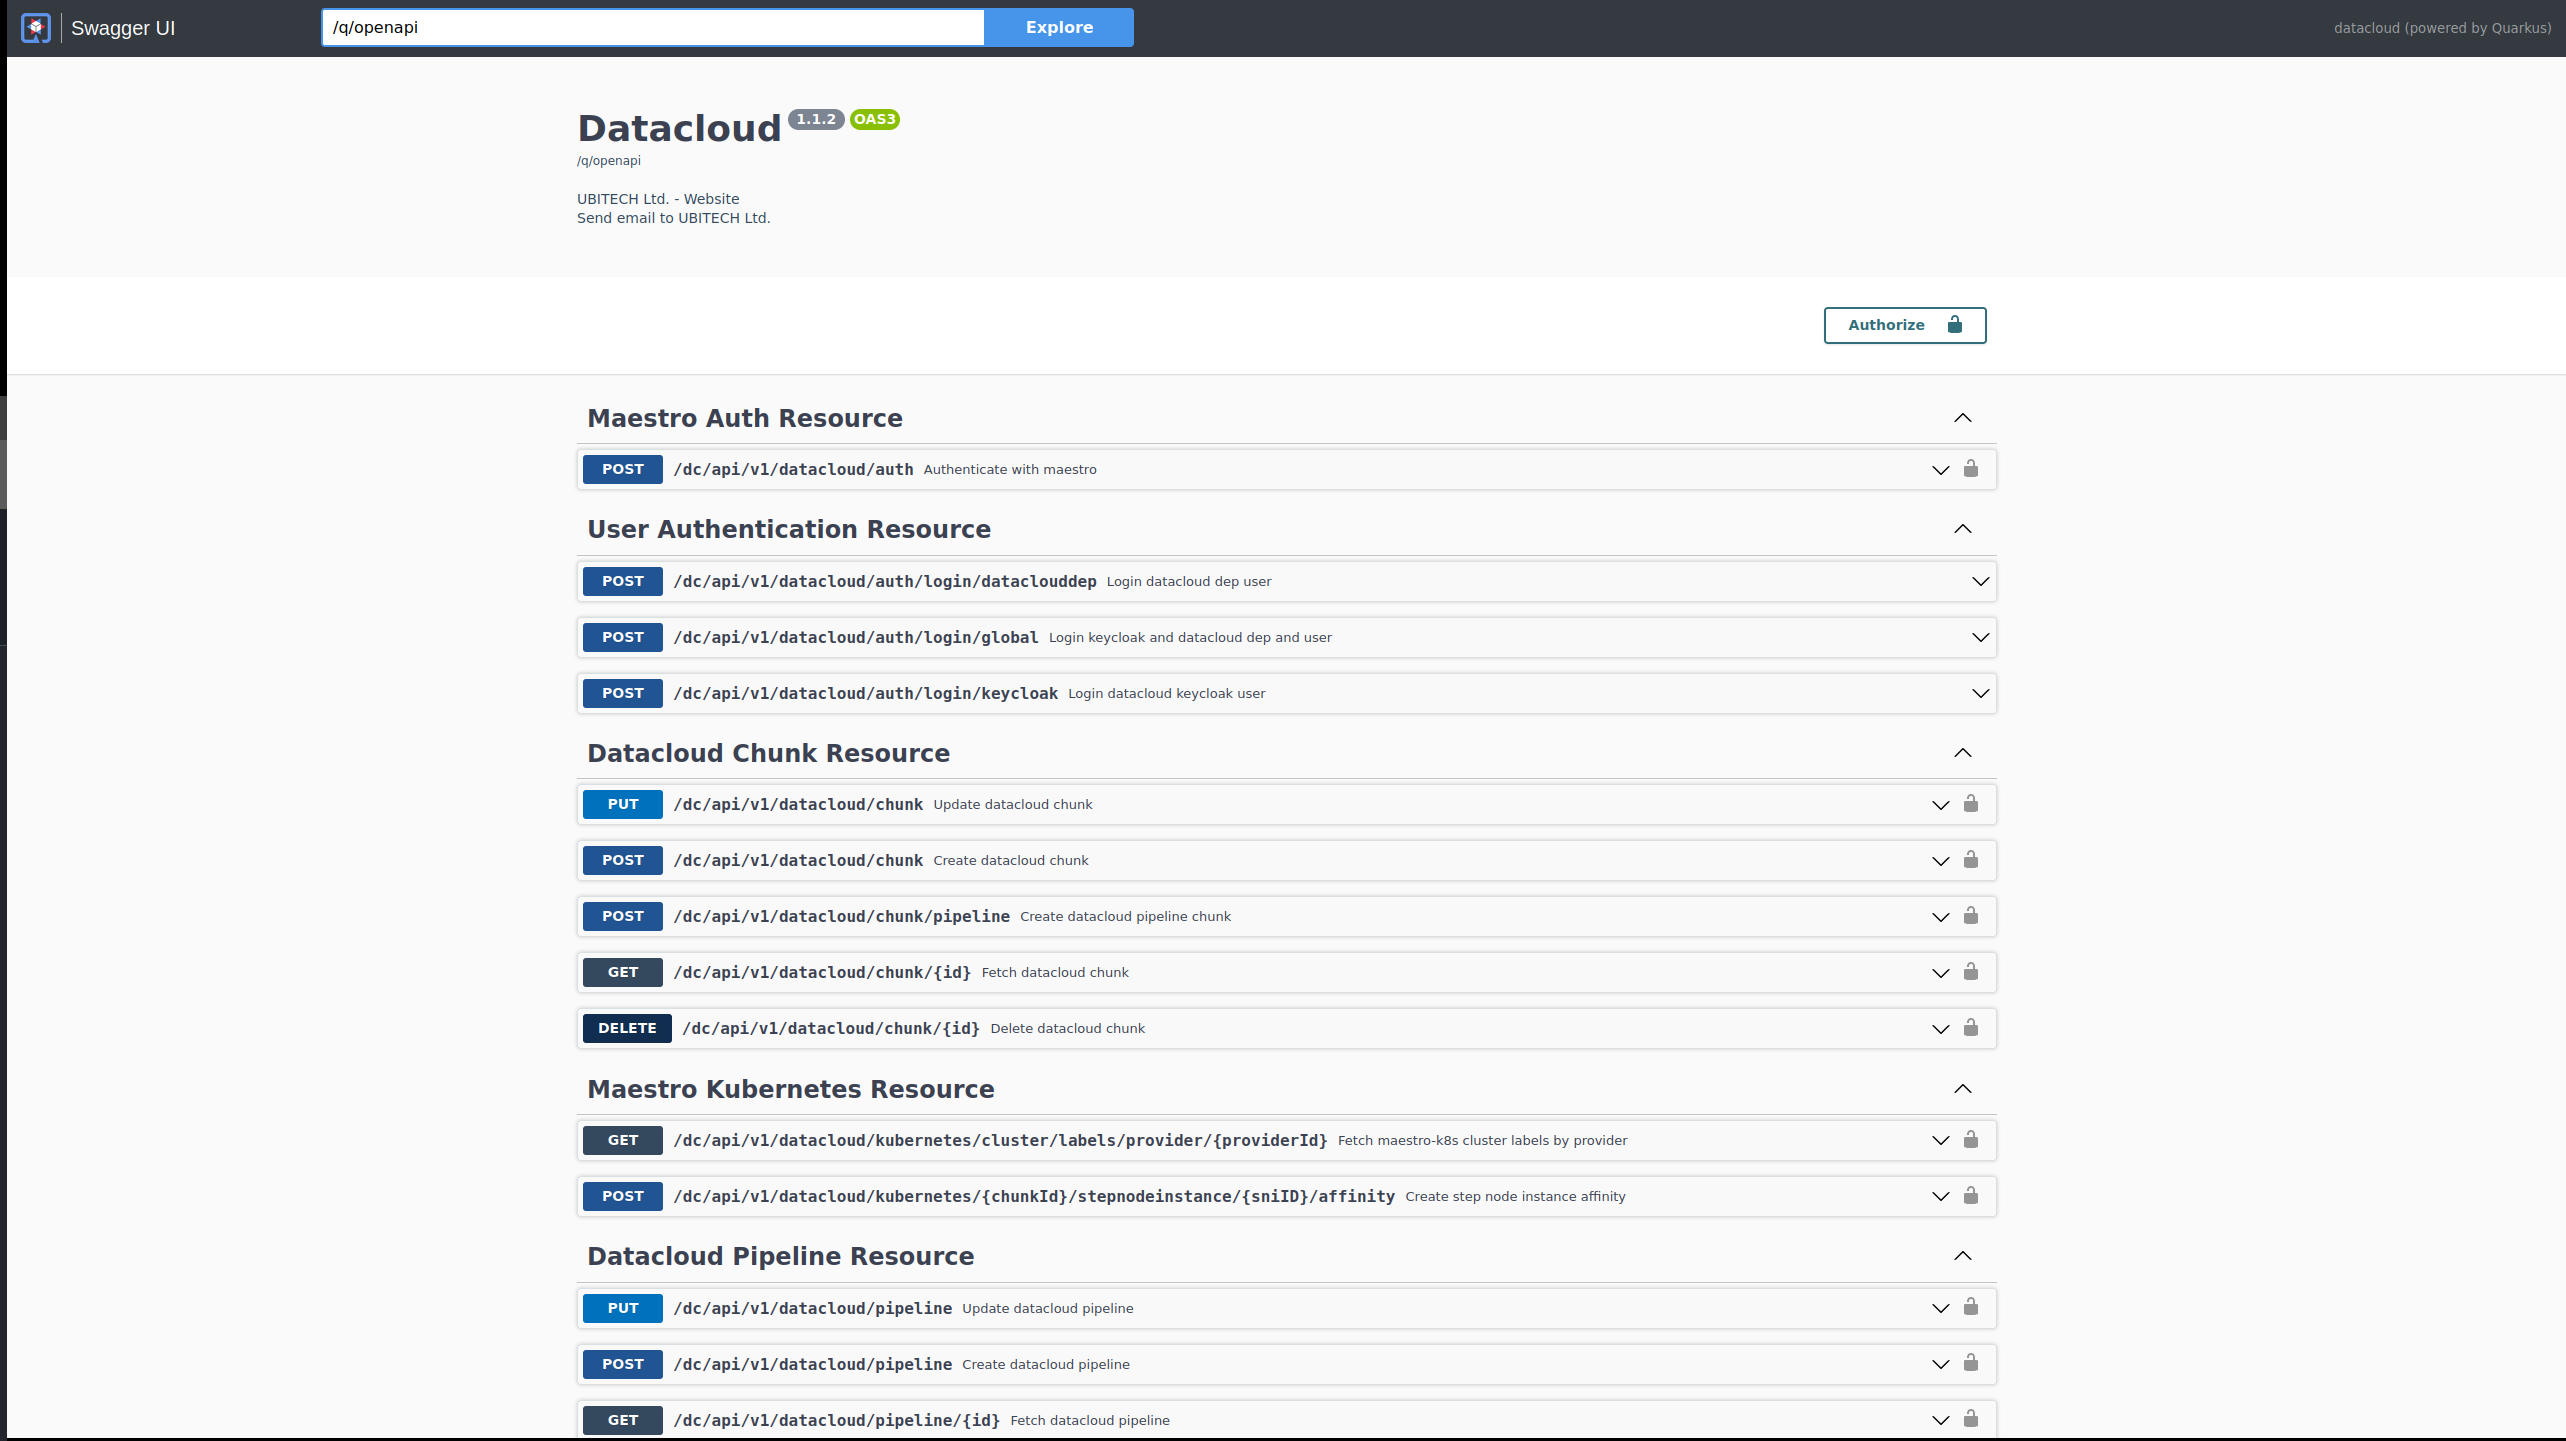 Swagger UI /q/openapi Explore datacloud (powered by Quarkus)
Datacloud 1.1.2 OAS3
/q/openapi
UBITECH Ltd. - Website
Send email to UBITECH Ltd.
Authorize
Maestro Auth Resource
POST /dc/api/v1/datacloud/auth Authenticate with maestro
User Authentication Resource
POST /dc/api/v1/datacloud/auth/login/dataclouddep Login datacloud dep user
POST /dc/api/v1/datacloud/auth/login/global Login keycloak and datacloud dep and user
POST /dc/api/v1/datacloud/auth/login/keycloak Login datacloud keycloak user
Datacloud Chunk Resource
PUT /dc/api/v1/datacloud/chunk Update datacloud chunk
POST /dc/api/v1/datacloud/chunk Create datacloud chunk
POST /dc/api/v1/datacloud/chunk/pipeline Create datacloud pipeline chunk
GET /dc/api/v1/datacloud/chunk/{id} Fetch datacloud chunk
DELETE /dc/api/v1/datacloud/chunk/{id} Delete datacloud chunk
Maestro Kubernetes Resource
GET /dc/api/v1/datacloud/kubernetes/cluster/labels/provider/{providerId} Fetch maestro-k8s cluster labels by provider
POST /dc/api/v1/datacloud/kubernetes/{chunkId}/stepnodeinstance/{sniID}/affinity Create step node instance affinity
Datacloud Pipeline Resource
PUT /dc/api/v1/datacloud/pipeline Update datacloud pipeline
POST /dc/api/v1/datacloud/pipeline Create datacloud pipeline
GET /dc/api/v1/datacloud/pipeline/{id} Fetch datacloud pipeline